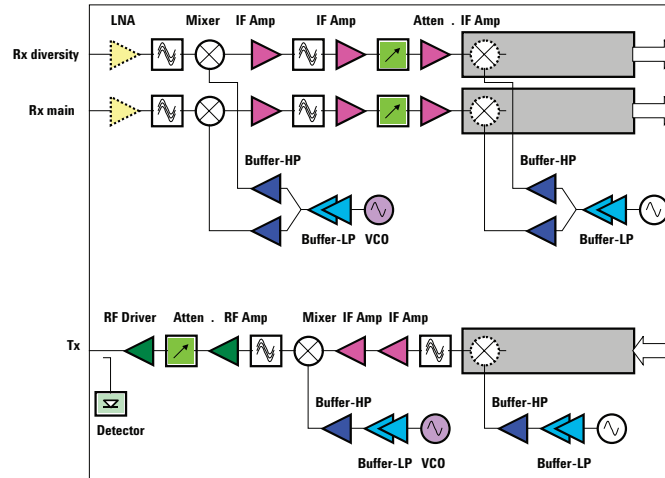 LNA Mixer IF Amp IF Amp Atten . IF Amp
Rx diversity
Rx main
Buffer-HP Buffer-HP
Buffer-LP VCO Buffer-LP
RF Driver Atten . RF Amp Mixer IF Amp IF Amp
Tx
Buffer-HP Buffer-HP
Detector
Buffer-LP VCO Buffer-LP